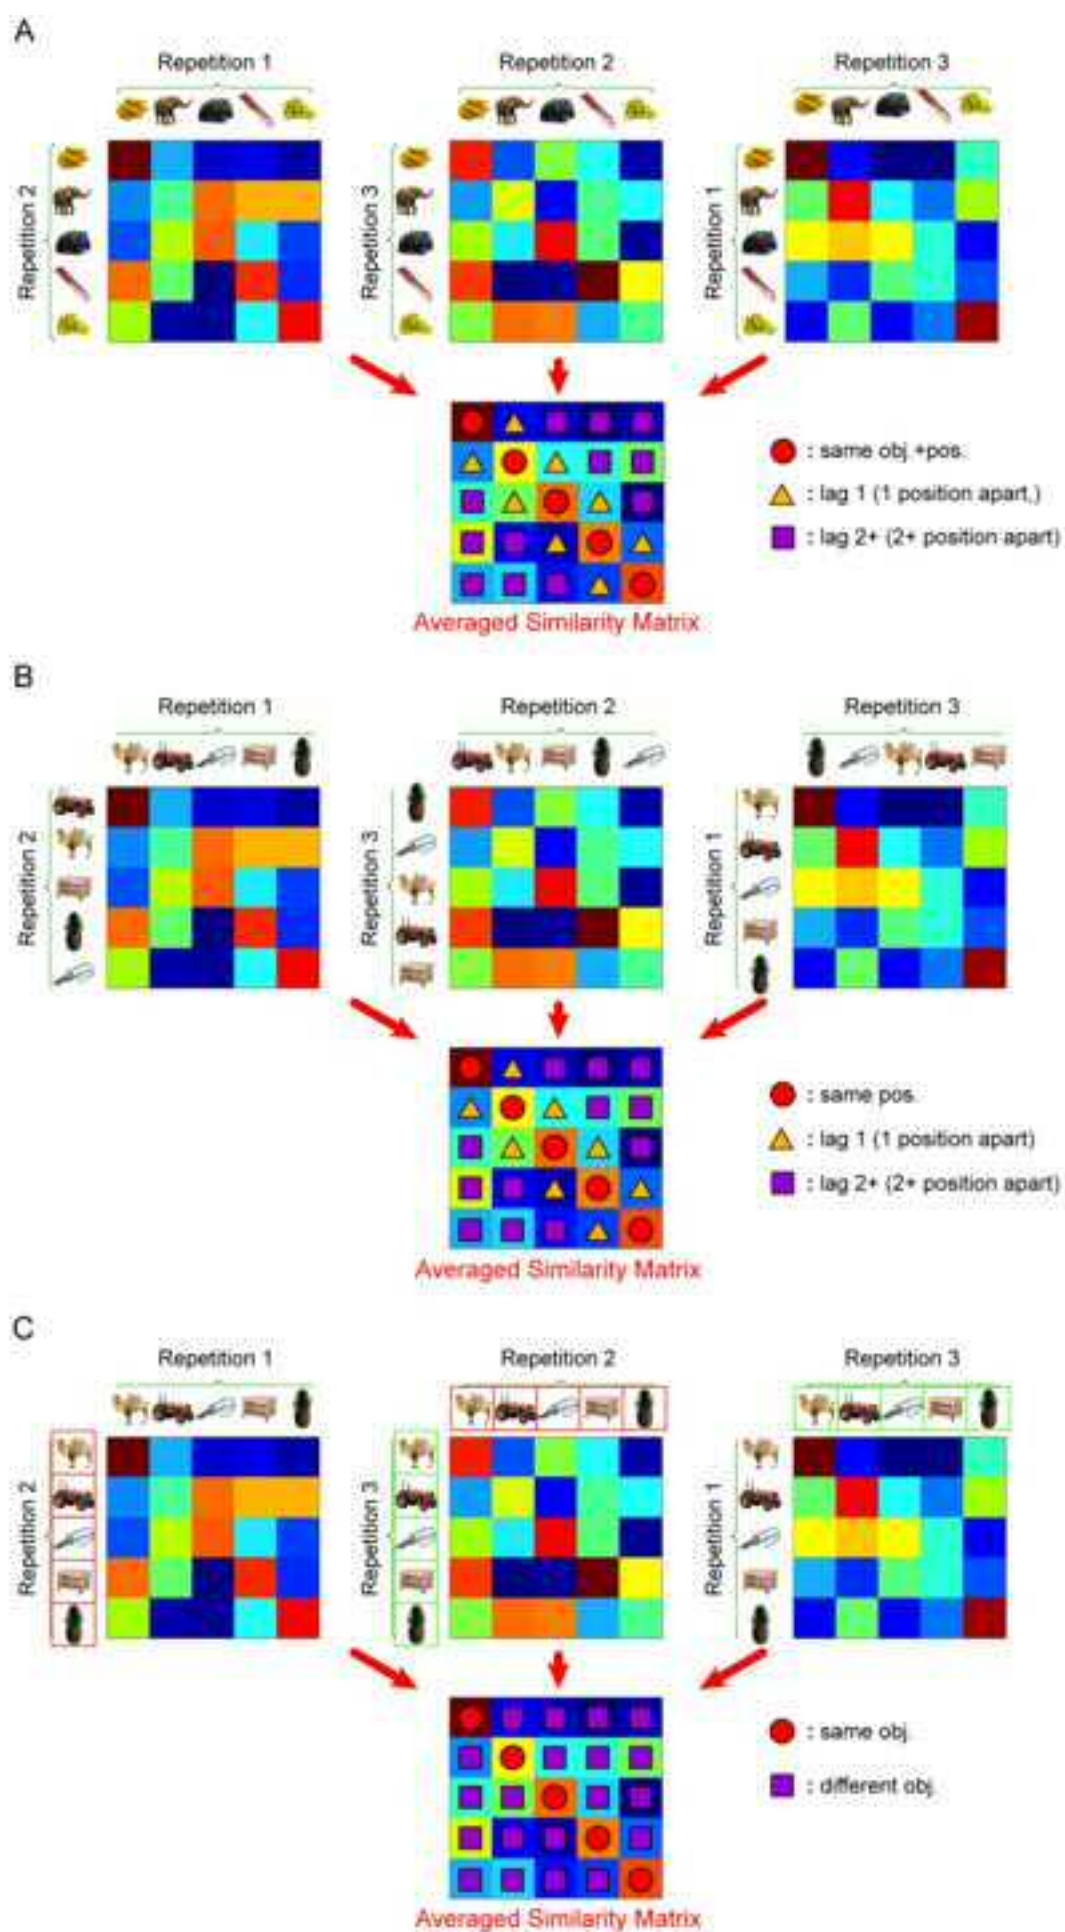 A
Repetition 1
Repetition 2
Repetition 3
Repetition 2
Repetition 3
Repetition 1
: same obj.+pos.
: lag 1 (1 position apart,)
: lag 2+ (2+ position apart)
Averaged Similarity Matrix
B
Repetition 1
Repetition 2
Repetition 3
Repetition 2
Repetition 3
Repetition 1
: same pos.
: lag 1 (1 position apart)
: lag 2+ (2+ position apart)
Averaged Similarity Matrix
C
Repetition 1
Repetition 2
Repetition 3
Repetition 2
Repetition 3
Repetition 1
: same obj.
: different obj.
Averaged Similarity Matrix